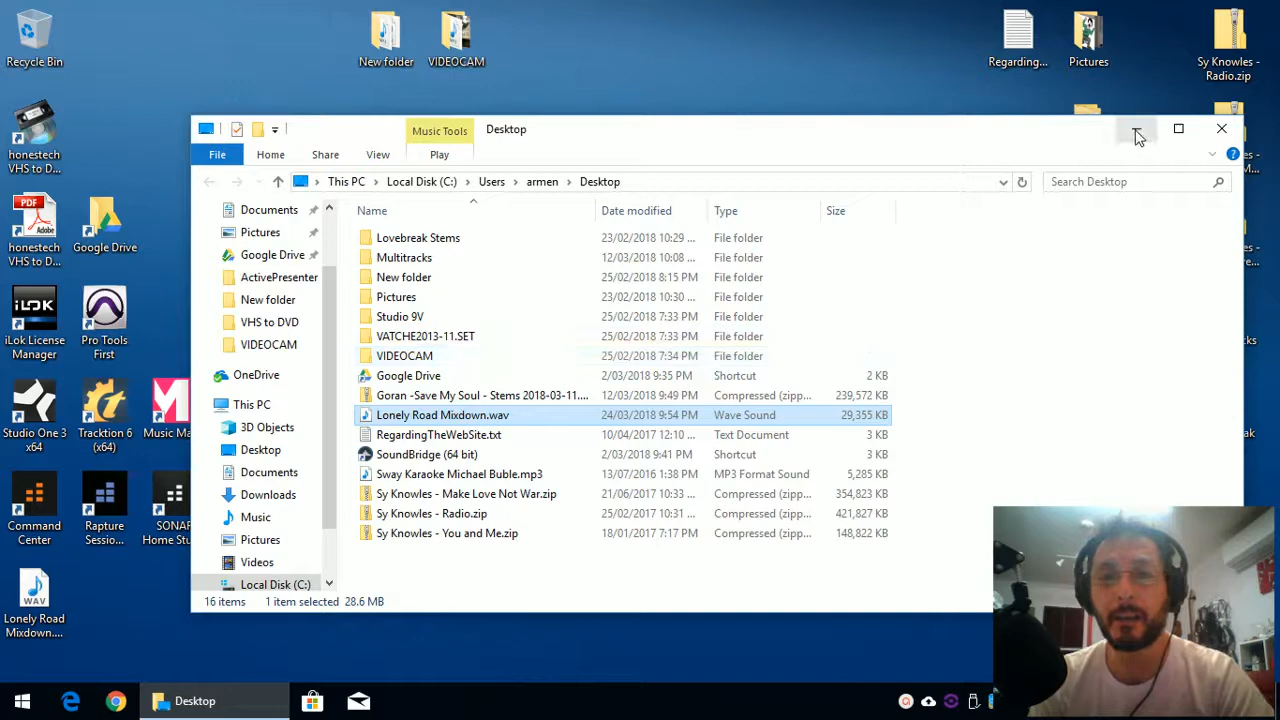 Recycle Bin
New folder
VIDEOCAM
Regarding...
Pictures
Sy Knowles - Radio.zip
honestech VHS to D...
honestech VHS to D...
Google Drive
iLok License Manager
Pro Tools First
Studio One 3 x64
Tracktion 6 (x64)
Music Ma
Command Center
Rapture Sessio...
SONAR Home Stu
Lonely Road Mixdown....
Music Tools
Desktop
File
Home
Share
View
Play
This PC > Local Disk (C:) > Users > armen > Desktop
Search Desktop
Documents
Pictures
Google Drive
ActivePresenter
New folder
VHS to DVD
VIDEOCAM
OneDrive
This PC
3D Objects
Desktop
Documents
Downloads
Music
Pictures
Videos
Local Disk (C:)
Name Date modified Type Size
Lovebreak Stems 23/02/2018 10:29 ... File folder
Multitracks 12/03/2018 10:08 ... File folder
New folder 25/02/2018 8:15 PM File folder
Pictures 23/02/2018 10:30 ... File folder
Studio 9V 25/02/2018 7:33 PM File folder
VATCHE2013-11.SET 25/02/2018 7:33 PM File folder
VIDEOCAM 25/02/2018 7:34 PM File folder
Google Drive 2/03/2018 9:35 PM Shortcut 2 KB
Goran -Save My Soul - Stems 2018-03-11.... 12/03/2018 9:49 PM Compressed (zipp... 239,572 KB
Lonely Road Mixdown.wav 24/03/2018 9:54 PM Wave Sound 29,355 KB
RegardingTheWebSite.txt 10/04/2017 12:10 ... Text Document 3 KB
SoundBridge (64 bit) 2/03/2018 9:41 PM Shortcut 3 KB
Sway Karaoke Michael Buble.mp3 13/07/2016 1:38 PM MP3 Format Sound 5,285 KB
Sy Knowles - Make Love Not War.zip 21/06/2017 10:33 ... Compressed (zipp... 354,823 KB
Sy Knowles - Radio.zip 25/02/2017 10:31 ... Compressed (zipp... 421,827 KB
Sy Knowles - You and Me.zip 18/01/2017 7:17 PM Compressed (zipp... 148,822 KB
16 items 1 item selected 28.6 MB
Desktop